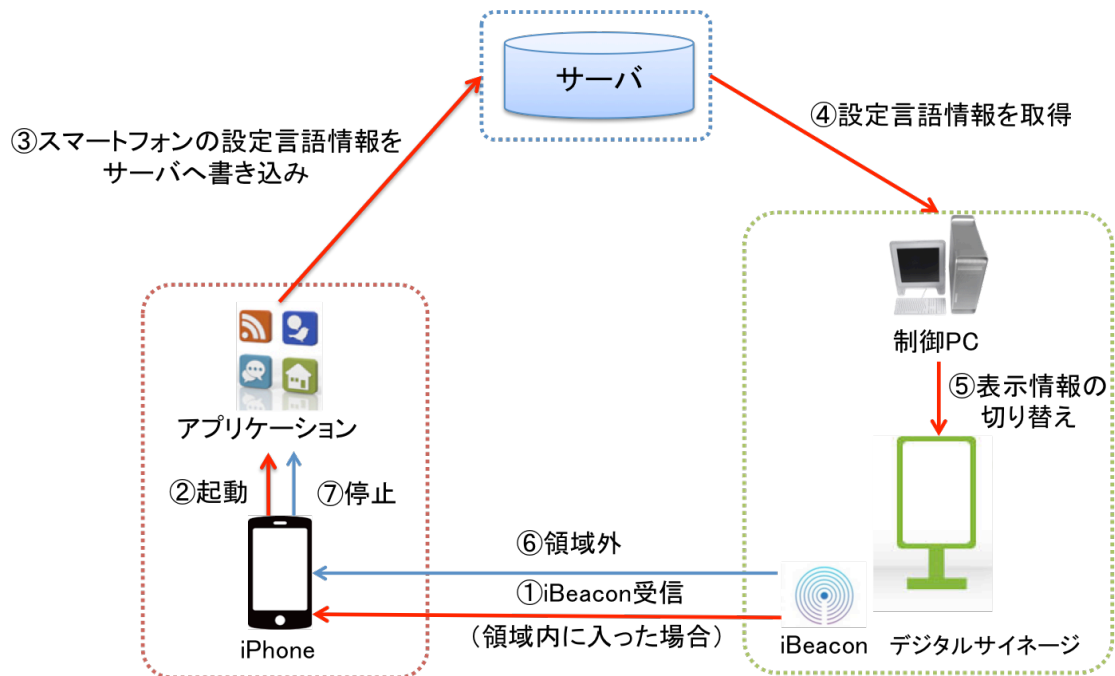 サーバ
③スマートフォンの設定言語情報を
サーバへ書き込み
④設定言語情報を取得
制御PC
⑤表示情報の
切り替え
アプリケーション
②起動
⑦停止
⑥領域外
①iBeacon受信
（領域内に入った場合）
iPhone
iBeacon
デジタルサイネージ